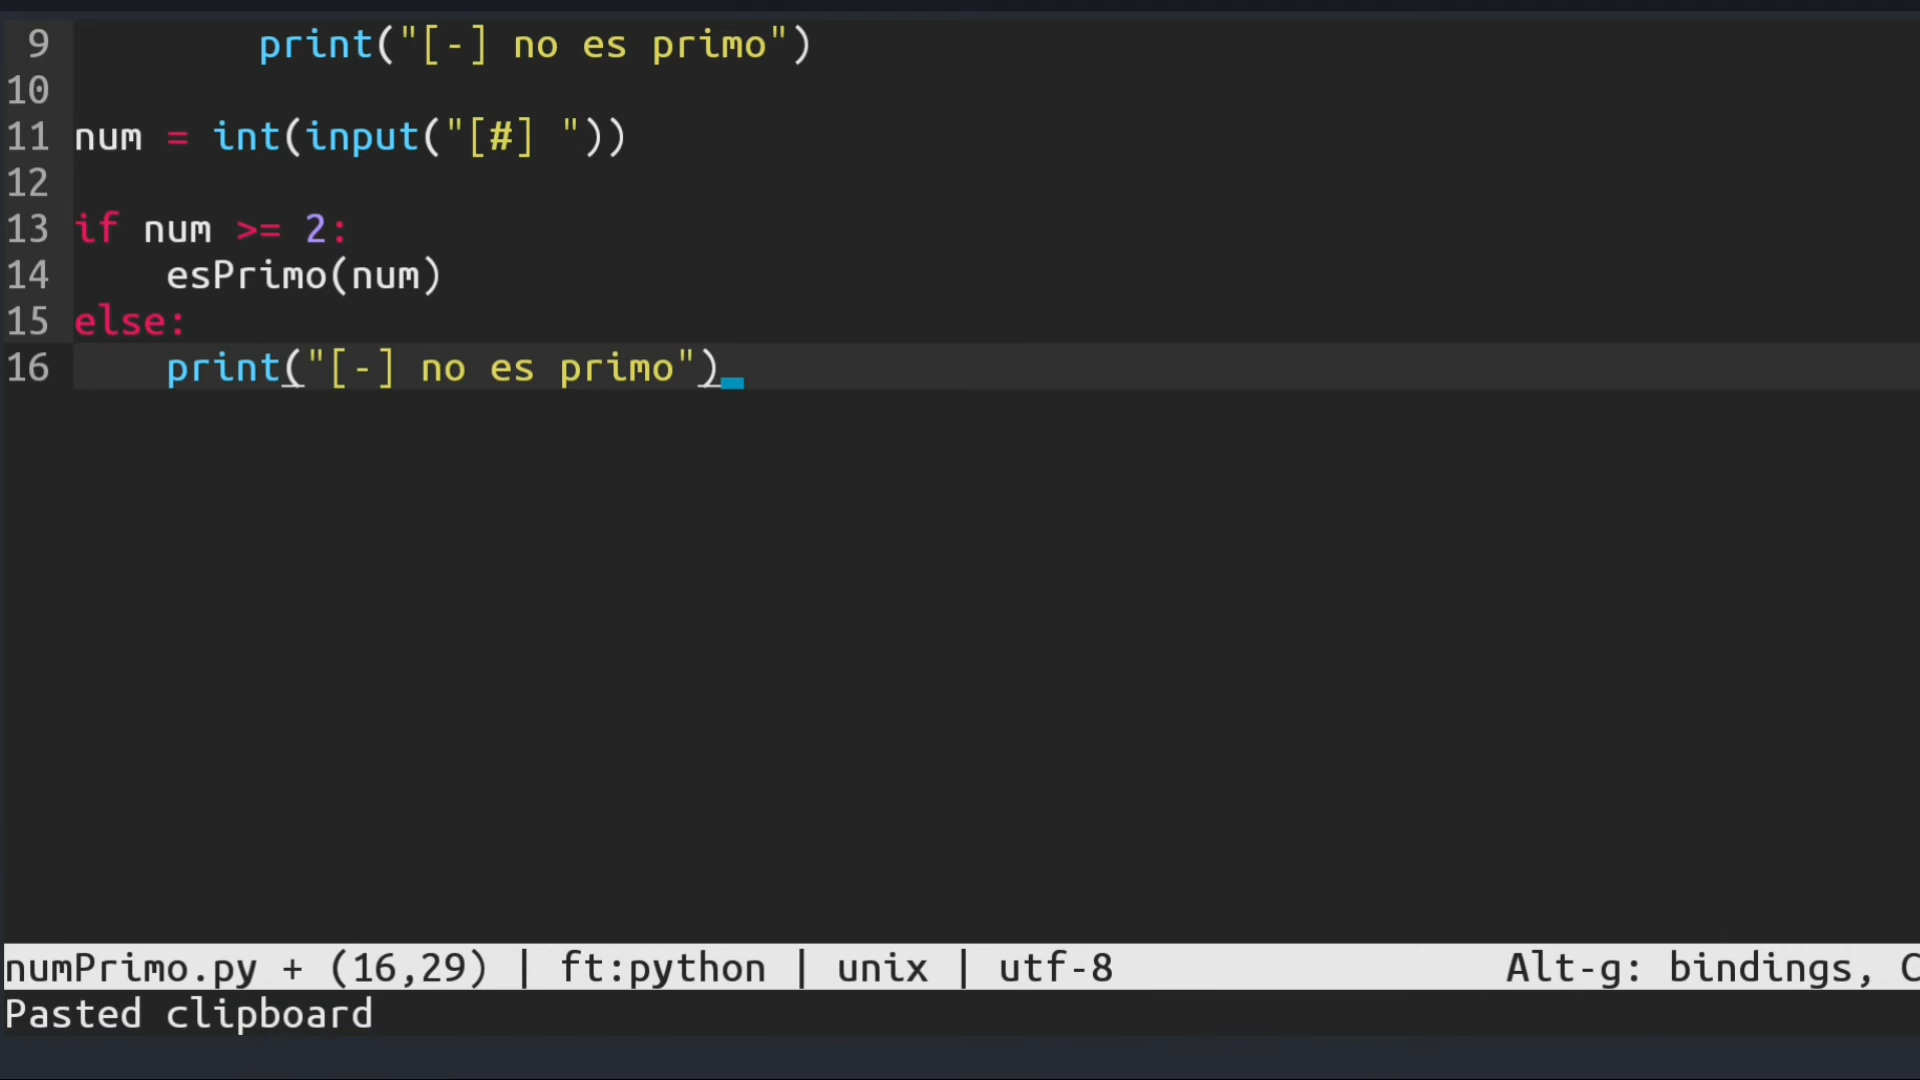 9         print("[-] no es primo")
10
11 num = int(input("[#] "))
12
13 if num >= 2:
14     esPrimo(num)
15 else:
16     print("[-] no es primo")
numPrimo.py + (16,29) | ft:python | unix | utf-8 Alt-g: bindings, C
Pasted clipboard